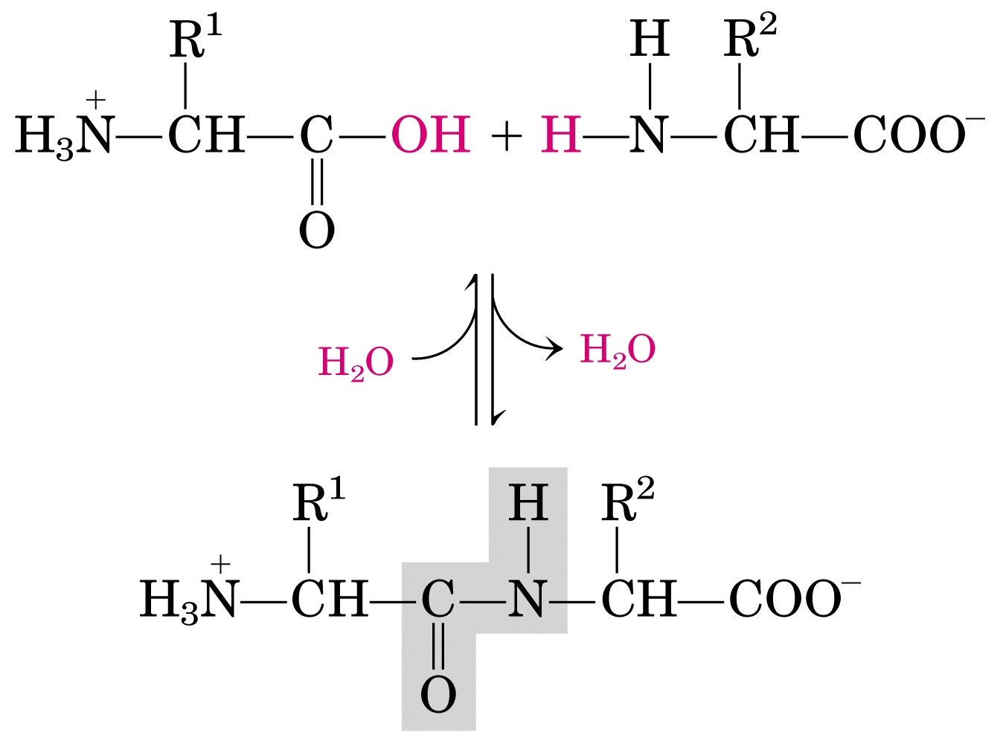 R¹ H R²
H₃N⁺—CH—C—OH + H—N—CH—COO⁻
O
H₂O H₂O
R¹ H R²
H₃N⁺—CH—C—N—CH—COO⁻
O